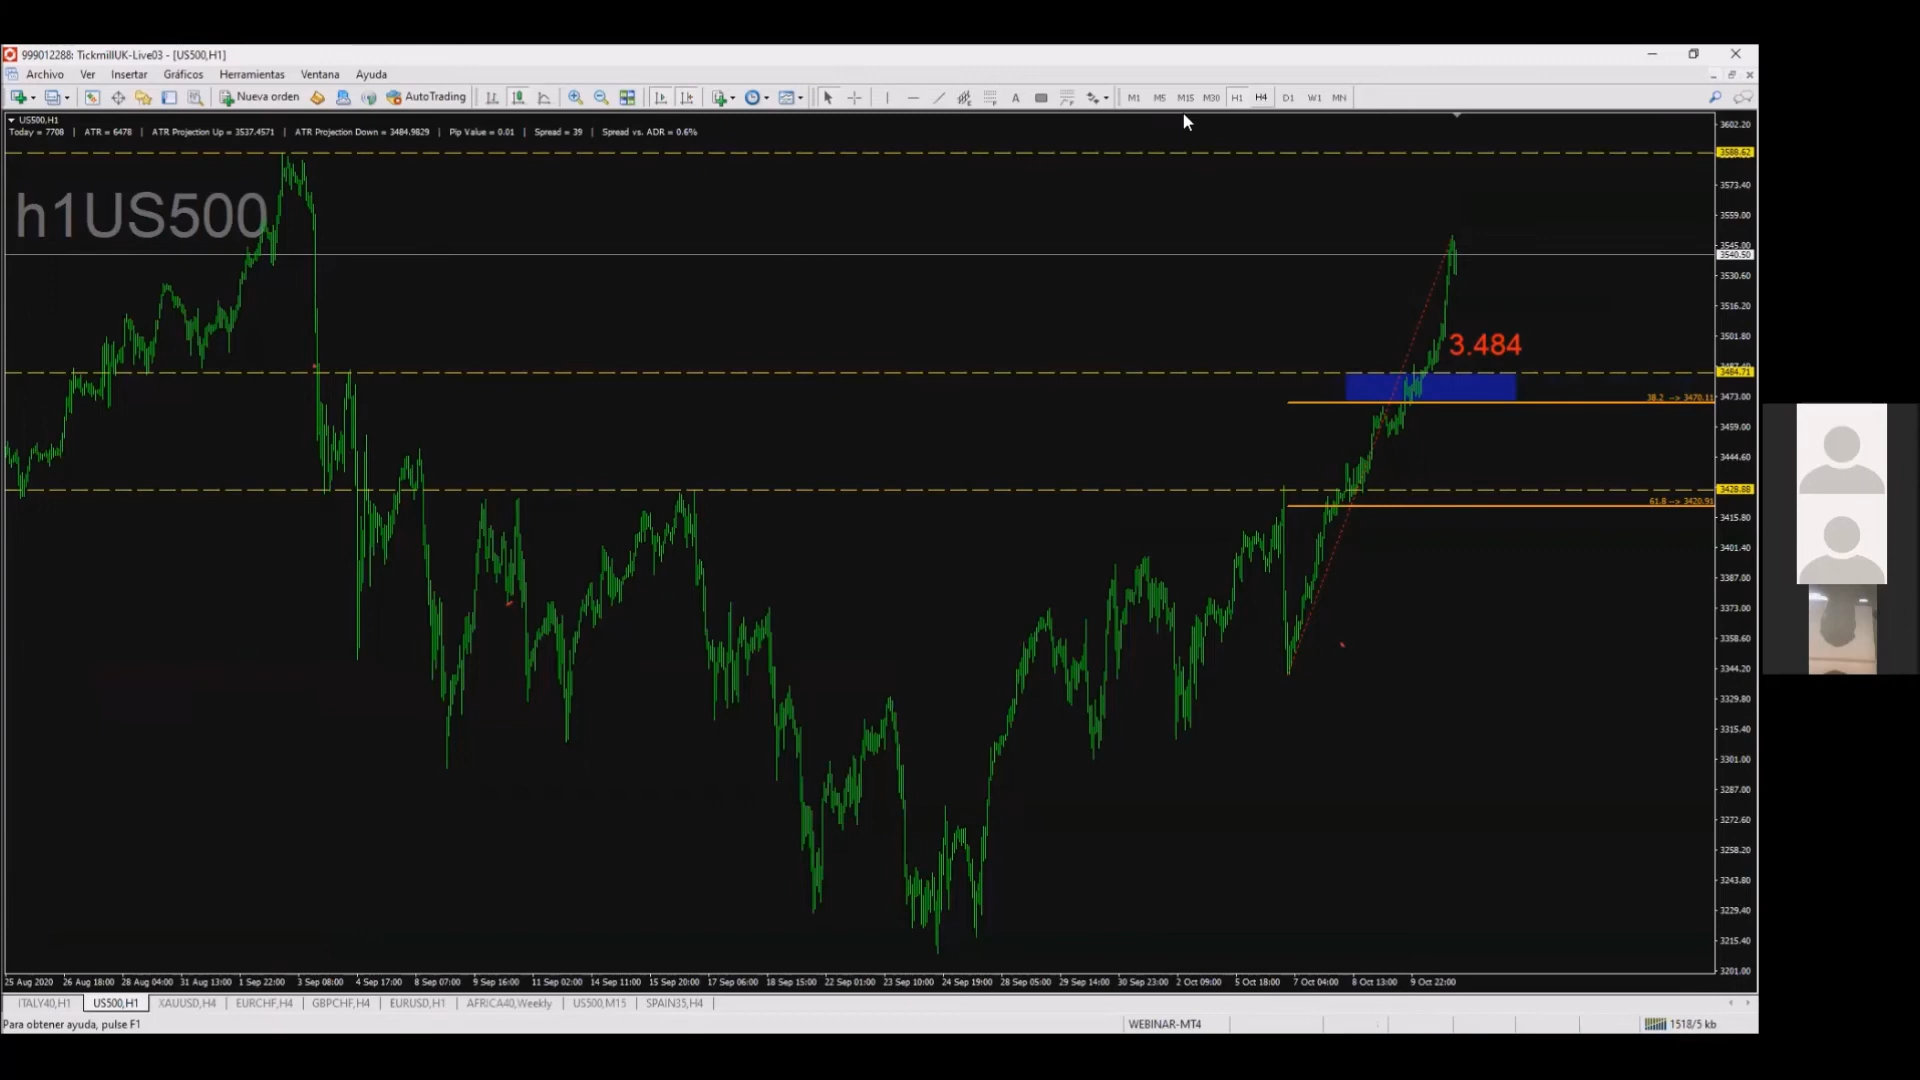 999012288: TickmillUK-Live03 - [US500,H1]
Archivo Ver Insertar Gráficos Herramientas Ventana Ayuda
Nueva orden AutoTrading A M1 M5 M15 M30 H1 H4 D1 W1 MN
US500,H1
Today = 7708 | ATR = 6478 | ATR Projection Up = 3537.4571 | ATR Projection Down = 3484.9829 | Pip Value = 0.01 | Spread = 39 | Spread vs. ADR = 0.6%
h1US500
3602.20
3588.62
3573.40
3559.00
3545.00
3540.50
3530.60
3516.20
3501.80
3.484
3484.71
38.2 --> 3470.11
3473.00
3459.00
3444.60
3428.88
61.8 --> 3420.91
3415.80
3401.40
3387.00
3373.00
3358.60
3344.20
3329.80
3315.40
3301.00
3287.00
3272.60
3258.20
3243.80
3229.40
3215.40
3201.00
25 Aug 2020 26 Aug 18:00 28 Aug 04:00 31 Aug 13:00 1 Sep 22:00 3 Sep 08:00 4 Sep 17:00 8 Sep 07:00 9 Sep 16:00 11 Sep 02:00 14 Sep 11:00 15 Sep 20:00 17 Sep 06:00 18 Sep 15:00 22 Sep 01:00 23 Sep 10:00 24 Sep 19:00 28 Sep 05:00 29 Sep 14:00 30 Sep 23:00 2 Oct 09:00 5 Oct 18:00 7 Oct 04:00 8 Oct 13:00 9 Oct 22:00
ITALY40,H1 US500,H1 XAUUSD,H4 EURCHF,H4 GBPCHF,H4 EURUSD,H1 AFRICA40,Weekly US500,M15 SPAIN35,H4
Para obtener ayuda, pulse F1 WEBINAR-MT4 1518/5 kb